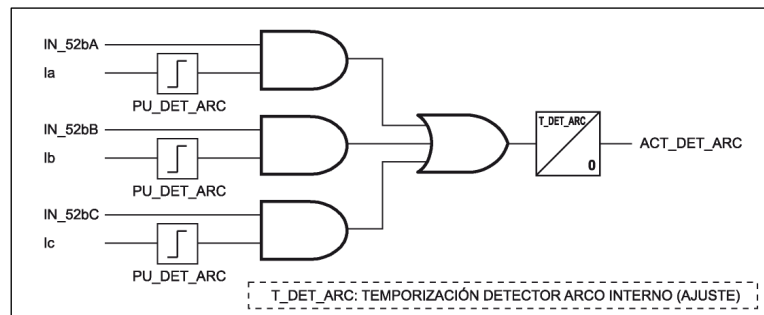 IN_52bA
Ia
PU_DET_ARC
IN_52bB
Ib
PU_DET_ARC
IN_52bC
Ic
PU_DET_ARC
T_DET_ARC
0
ACT_DET_ARC
T_DET_ARC: TEMPORIZACIÓN DETECTOR ARCO INTERNO (AJUSTE)